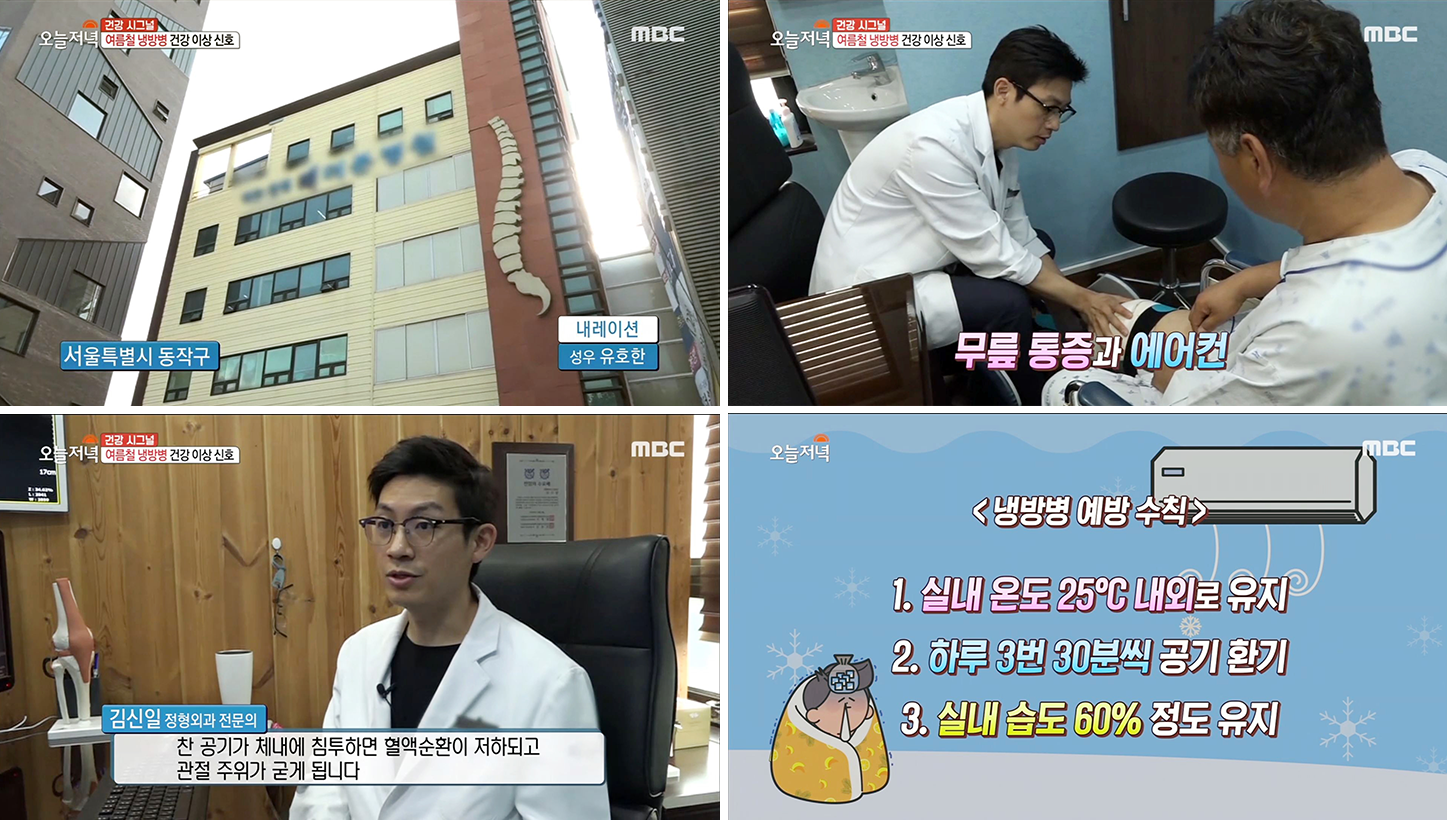 오늘저녁
건강 시그널
여름철 냉방병 건강 이상 신호
MBC
서울특별시 동작구
내레이션
성우 유호한
오늘저녁
건강 시그널
여름철 냉방병 건강 이상 신호
MBC
무릎 통증과 에어컨
오늘저녁
건강 시그널
여름철 냉방병 건강 이상 신호
MBC
17cm
김신일 정형외과 전문의
찬 공기가 체내에 침투하면 혈액순환이 저하되고
관절 주위가 굳게 됩니다
오늘저녁
MBC
<냉방병 예방 수칙>
1. 실내 온도 25℃ 내외로 유지
2. 하루 3번 30분씩 공기 환기
3. 실내 습도 60% 정도 유지